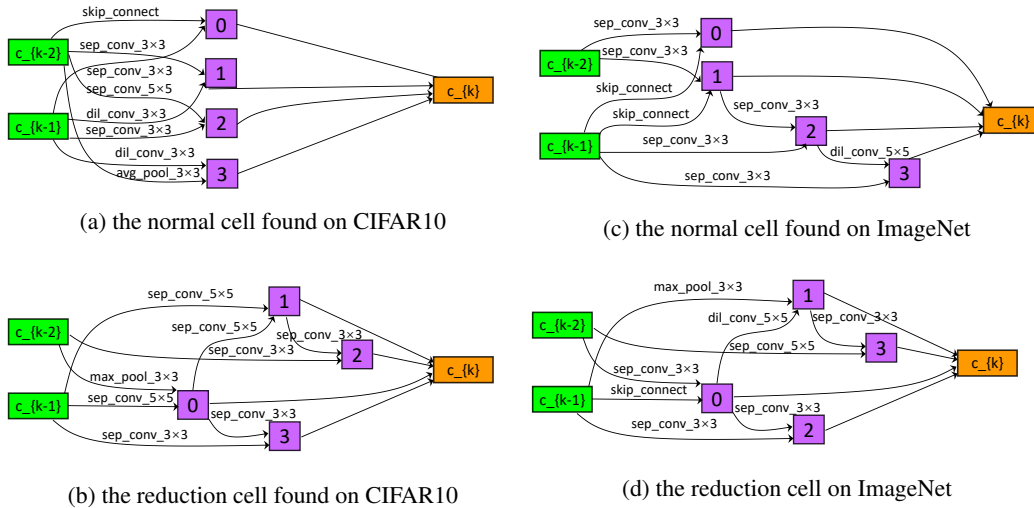 skip_connect
0
c_{k-2}
sep_conv_3×3
1
sep_conv_3×3
sep_conv_5×5
c_{k}
dil_conv_3×3
c_{k-1}
2
sep_conv_3×3
dil_conv_3×3
avg_pool_3×3
3
(a) the normal cell found on CIFAR10
sep_conv_3×3
0
c_{k-2}
sep_conv_3×3
1
skip_connect
sep_conv_3×3
skip_connect
c_{k}
2
c_{k-1}
sep_conv_3×3
dil_conv_5×5
sep_conv_3×3
3
(c) the normal cell found on ImageNet
sep_conv_5×5
1
c_{k-2}
sep_conv_5×5
sep_conv_3×3
sep_conv_3×3
2
c_{k}
max_pool_3×3
c_{k-1}
sep_conv_5×5
0
sep_conv_3×3
sep_conv_3×3
3
(b) the reduction cell found on CIFAR10
max_pool_3×3
1
c_{k-2}
dil_conv_5×5
sep_conv_3×3
sep_conv_5×5
3
c_{k}
sep_conv_3×3
c_{k-1}
skip_connect
0
sep_conv_3×3
sep_conv_3×3
2
(d) the reduction cell on ImageNet